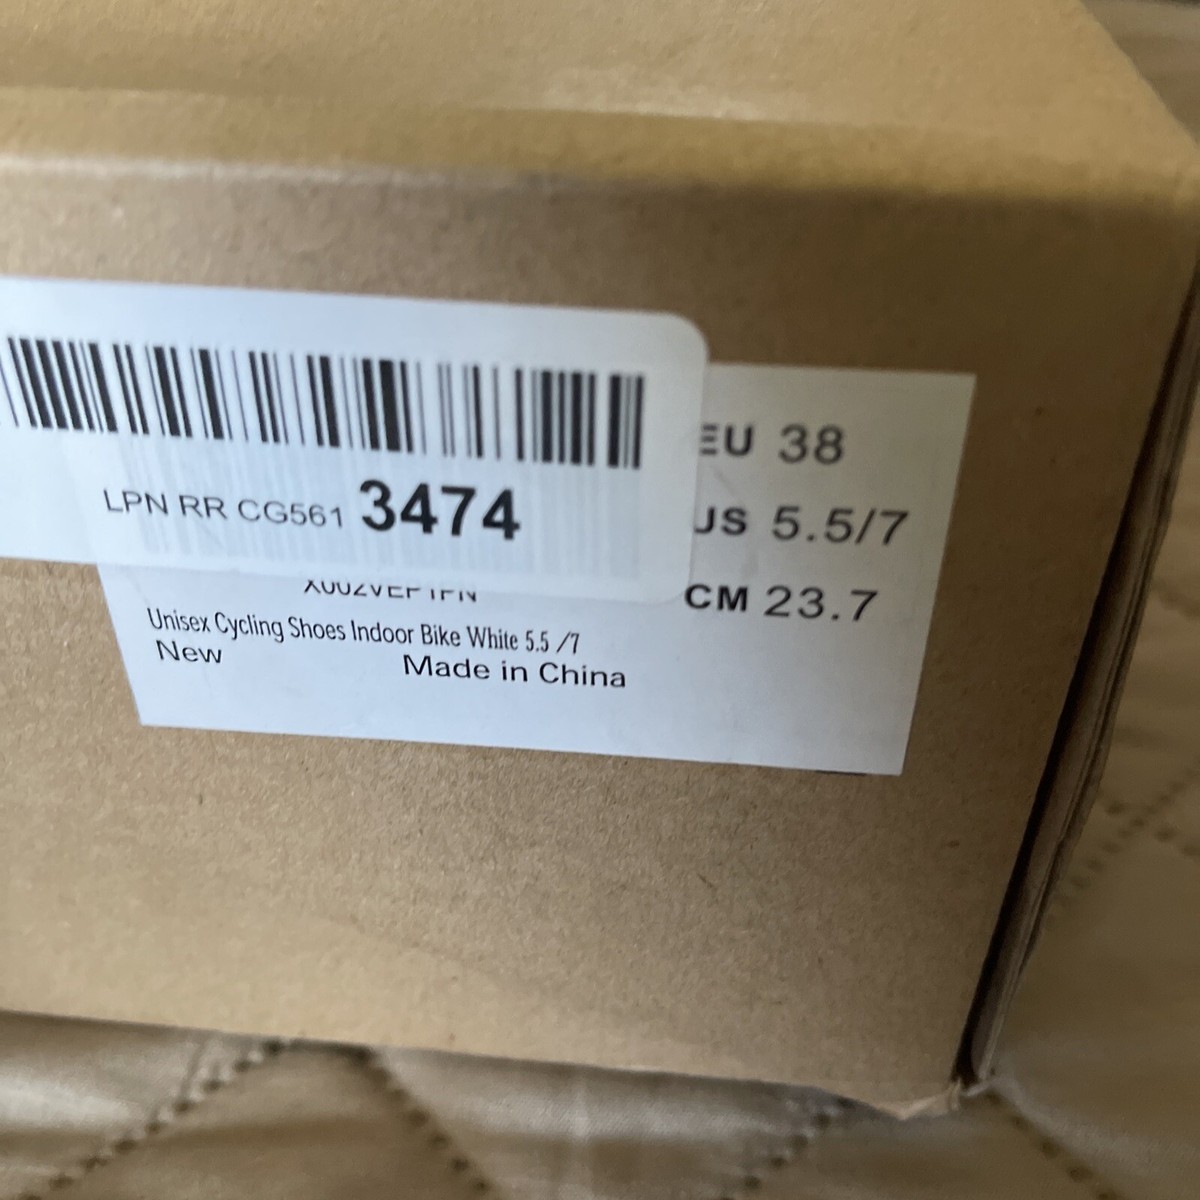 LPN RR CG561 3474
EU 38
US 5.5/7
CM 23.7
Unisex Cycling Shoes Indoor Bike White 5.5 /7
New
Made in China